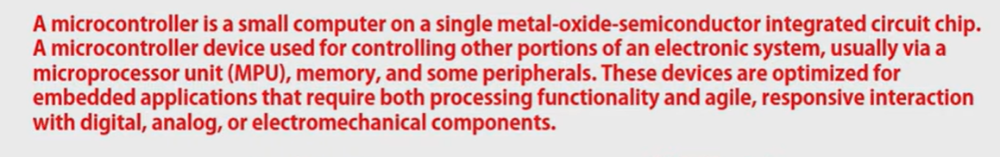 A microcontroller is a small computer on a single metal-oxide-semiconductor integrated circuit chip.
A microcontroller device used for controlling other portions of an electronic system, usually via a
microprocessor unit (MPU), memory, and some peripherals. These devices are optimized for
embedded applications that require both processing functionality and agile, responsive interaction
with digital, analog, or electromechanical components.